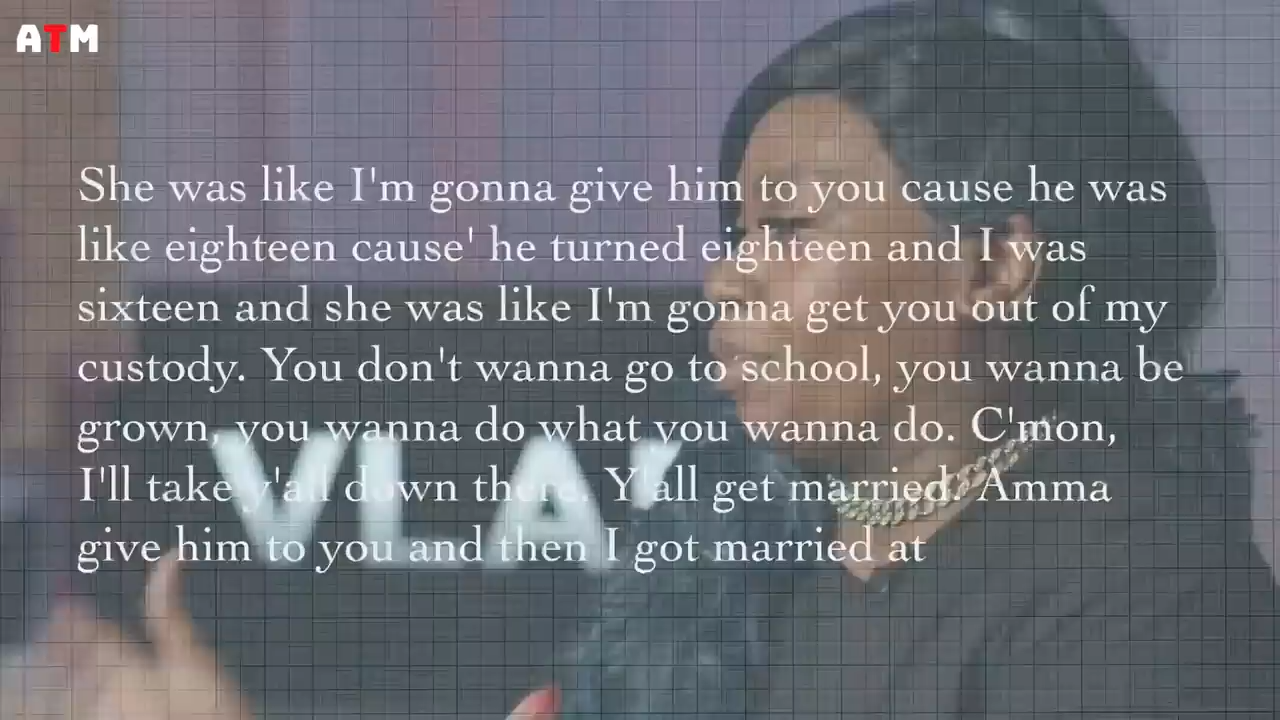 ATM
She was like I'm gonna give him to you cause he was
like eighteen cause' he turned eighteen and I was
sixteen and she was like I'm gonna get you out of my
custody. You don't wanna go to school, you wanna be
grown, you wanna do what you wanna do. C'mon,
I'll take y'all down there. Y'all get married. Amma
give him to you and then I got married at
VLA